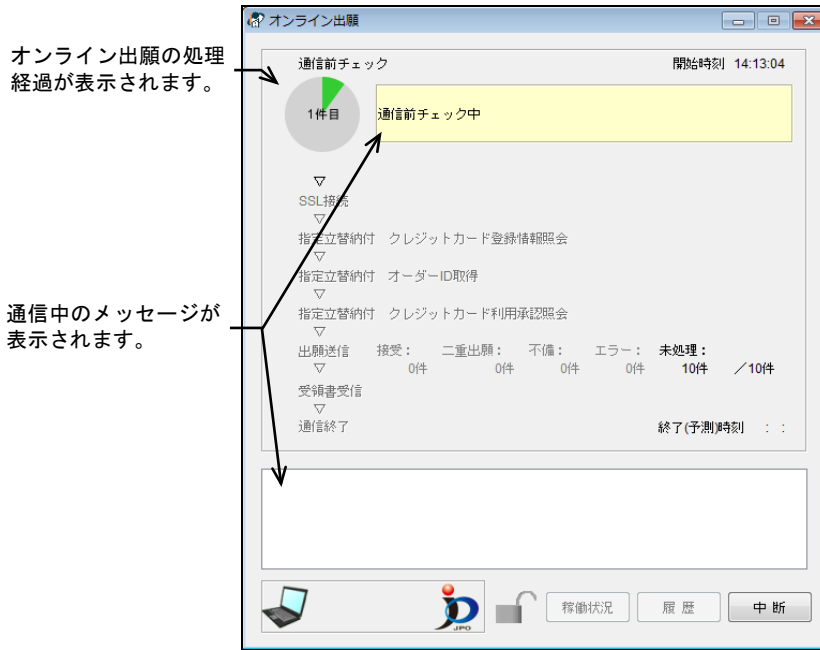 オンライン出願
オンライン出願の処理
経過が表示されます。
通信前チェック 開始時刻 14:13:04
1件目
通信前チェック中
▽
SSL接続
▽
指定立替納付 クレジットカード登録情報照会
▽
指定立替納付 オーダーID取得
▽
指定立替納付 クレジットカード利用承認照会
▽
通信中のメッセージが
表示されます。
出願送信 接受： 二重出願： 不備： エラー： 未処理：
▽ 0件 0件 0件 0件 10件 ／10件
受領書受信
▽
通信終了 終了(予測)時刻 : :
JPO
稼働状況 履歴 中断